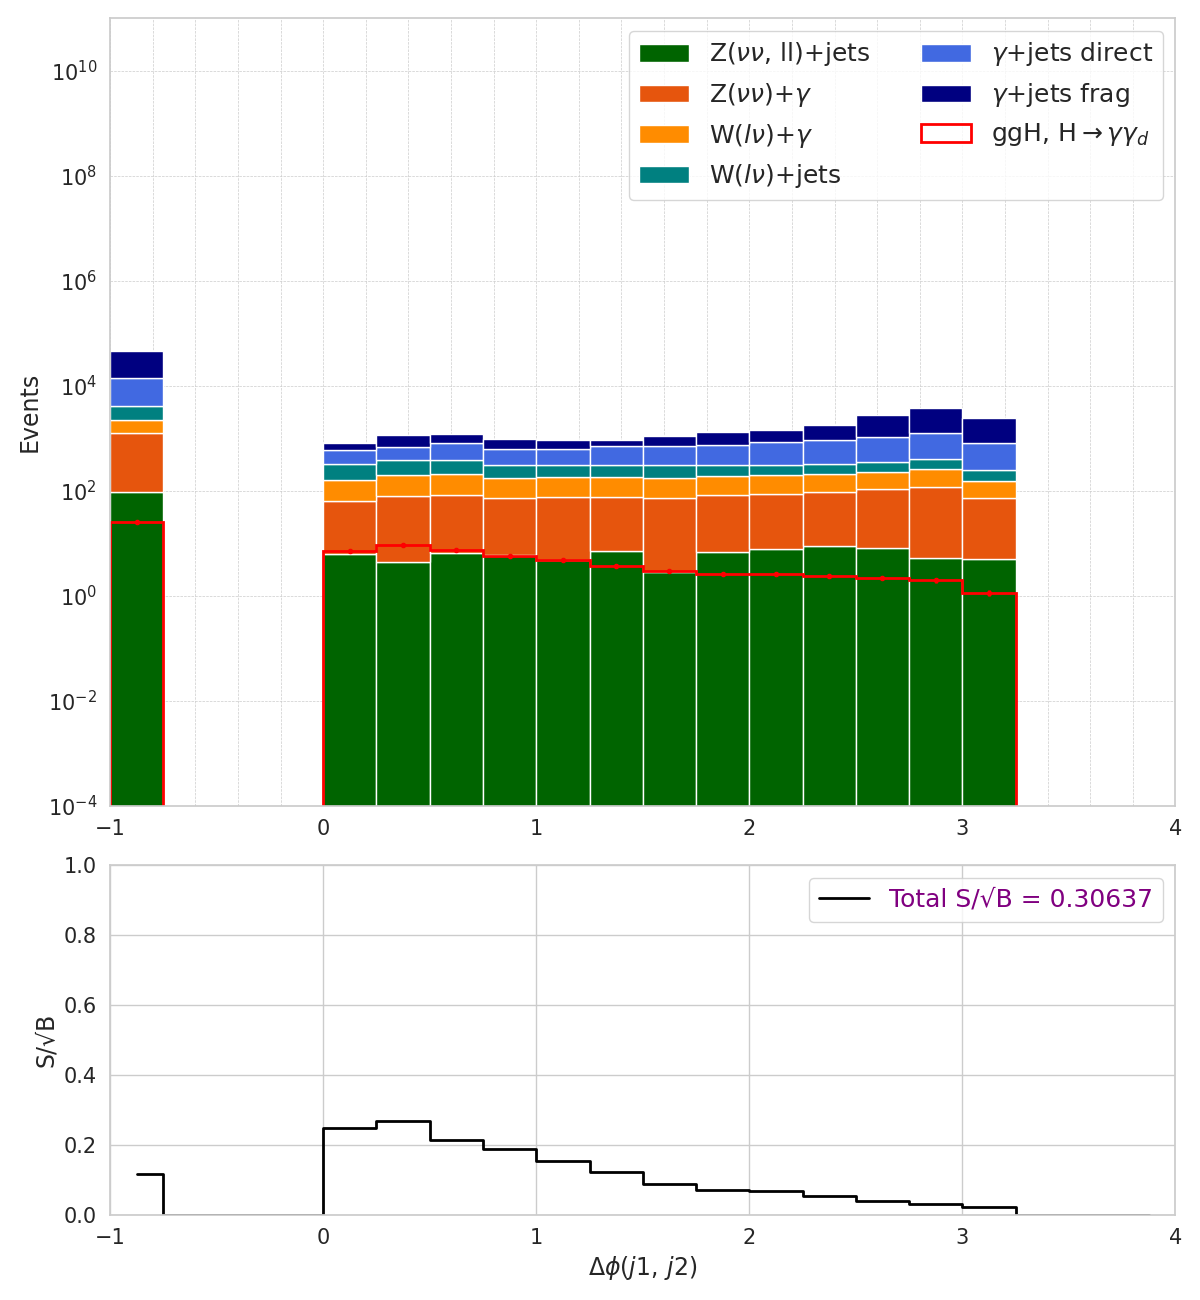 Z(νν, ll)+jets
Z(νν)+γ
W(lν)+γ
W(lν)+jets
γ+jets direct
γ+jets frag
ggH, H → γγ_d
Events
10^10
10^8
10^6
10^4
10^2
10^0
10^−2
10^−4
−1 0 1 2 3 4
Total S/√B = 0.30637
S/√B
1.0
0.8
0.6
0.4
0.2
0.0
−1 0 1 2 3 4
Δϕ(j1, j2)